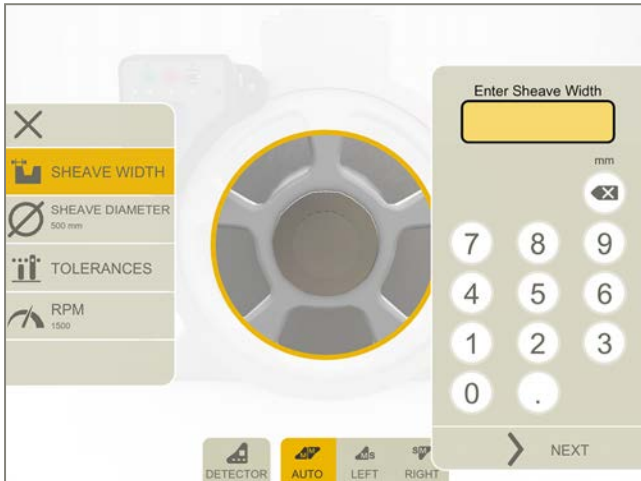 SHEAVE WIDTH
SHEAVE DIAMETER
500 mm
TOLERANCES
RPM
1500
Enter Sheave Width
mm
7 8 9
4 5 6
1 2 3
0 .
NEXT
DETECTOR
M M
AUTO
M S
LEFT
S M
RIGHT